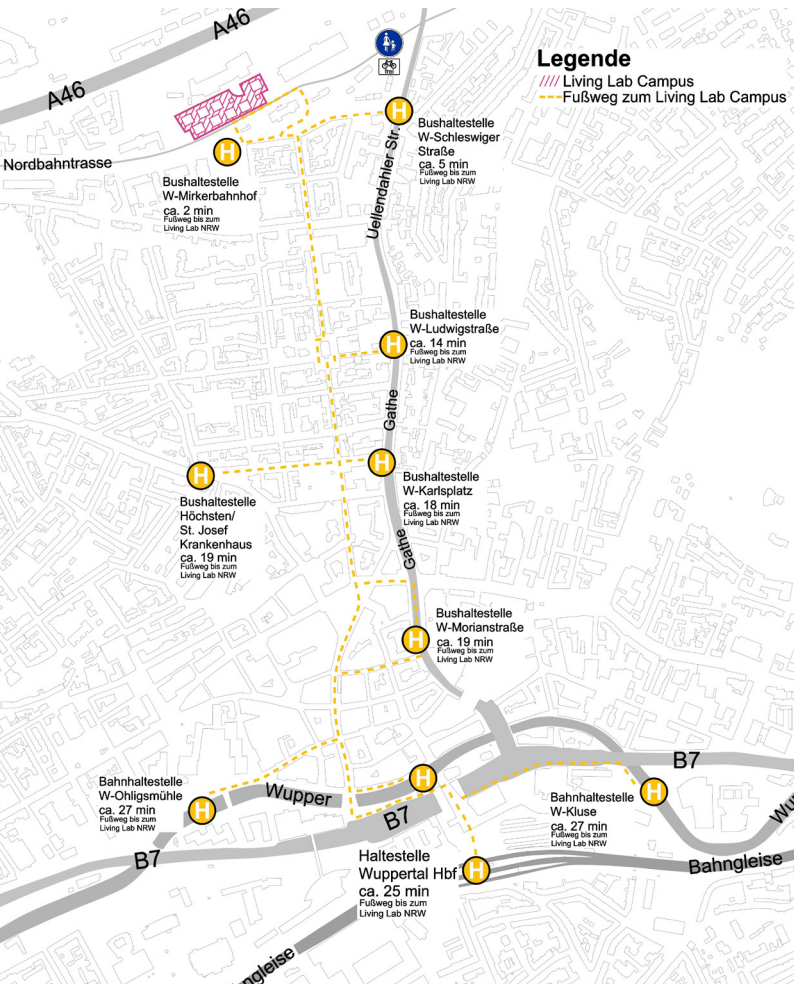 A46
A46
frei
Legende
Living Lab Campus
Fußweg zum Living Lab Campus
H
Bushaltestelle
W-Schleswiger
Straße
ca. 5 min
Fußweg bis zum
Living Lab NRW
Uellendahler Str.
Nordbahntrasse
H
Bushaltestelle
W-Mirkerbahnhof
ca. 2 min
Fußweg bis zum
Living Lab NRW
H
Bushaltestelle
W-Ludwigstraße
ca. 14 min
Fußweg bis zum
Living Lab NRW
Gathe
H
Bushaltestelle
W-Karlsplatz
ca. 18 min
Fußweg bis zum
Living Lab NRW
H
Bushaltestelle
Höchsten/
St. Josef
Krankenhaus
ca. 19 min
Fußweg bis zum
Living Lab NRW
Gathe
H
Bushaltestelle
W-Morianstraße
ca. 19 min
Fußweg bis zum
Living Lab NRW
B7
H
Bahnhaltestelle
W-Ohligsmühle
ca. 27 min
Fußweg bis zum
Living Lab NRW
H
Wupper
B7
H
Bahnhaltestelle
W-Kluse
ca. 27 min
Fußweg bis zum
Living Lab NRW
Wu
B7
Haltestelle
Wuppertal Hbf
ca. 25 min
Fußweg bis zum
Living Lab NRW
H
Bahngleise
ngleise